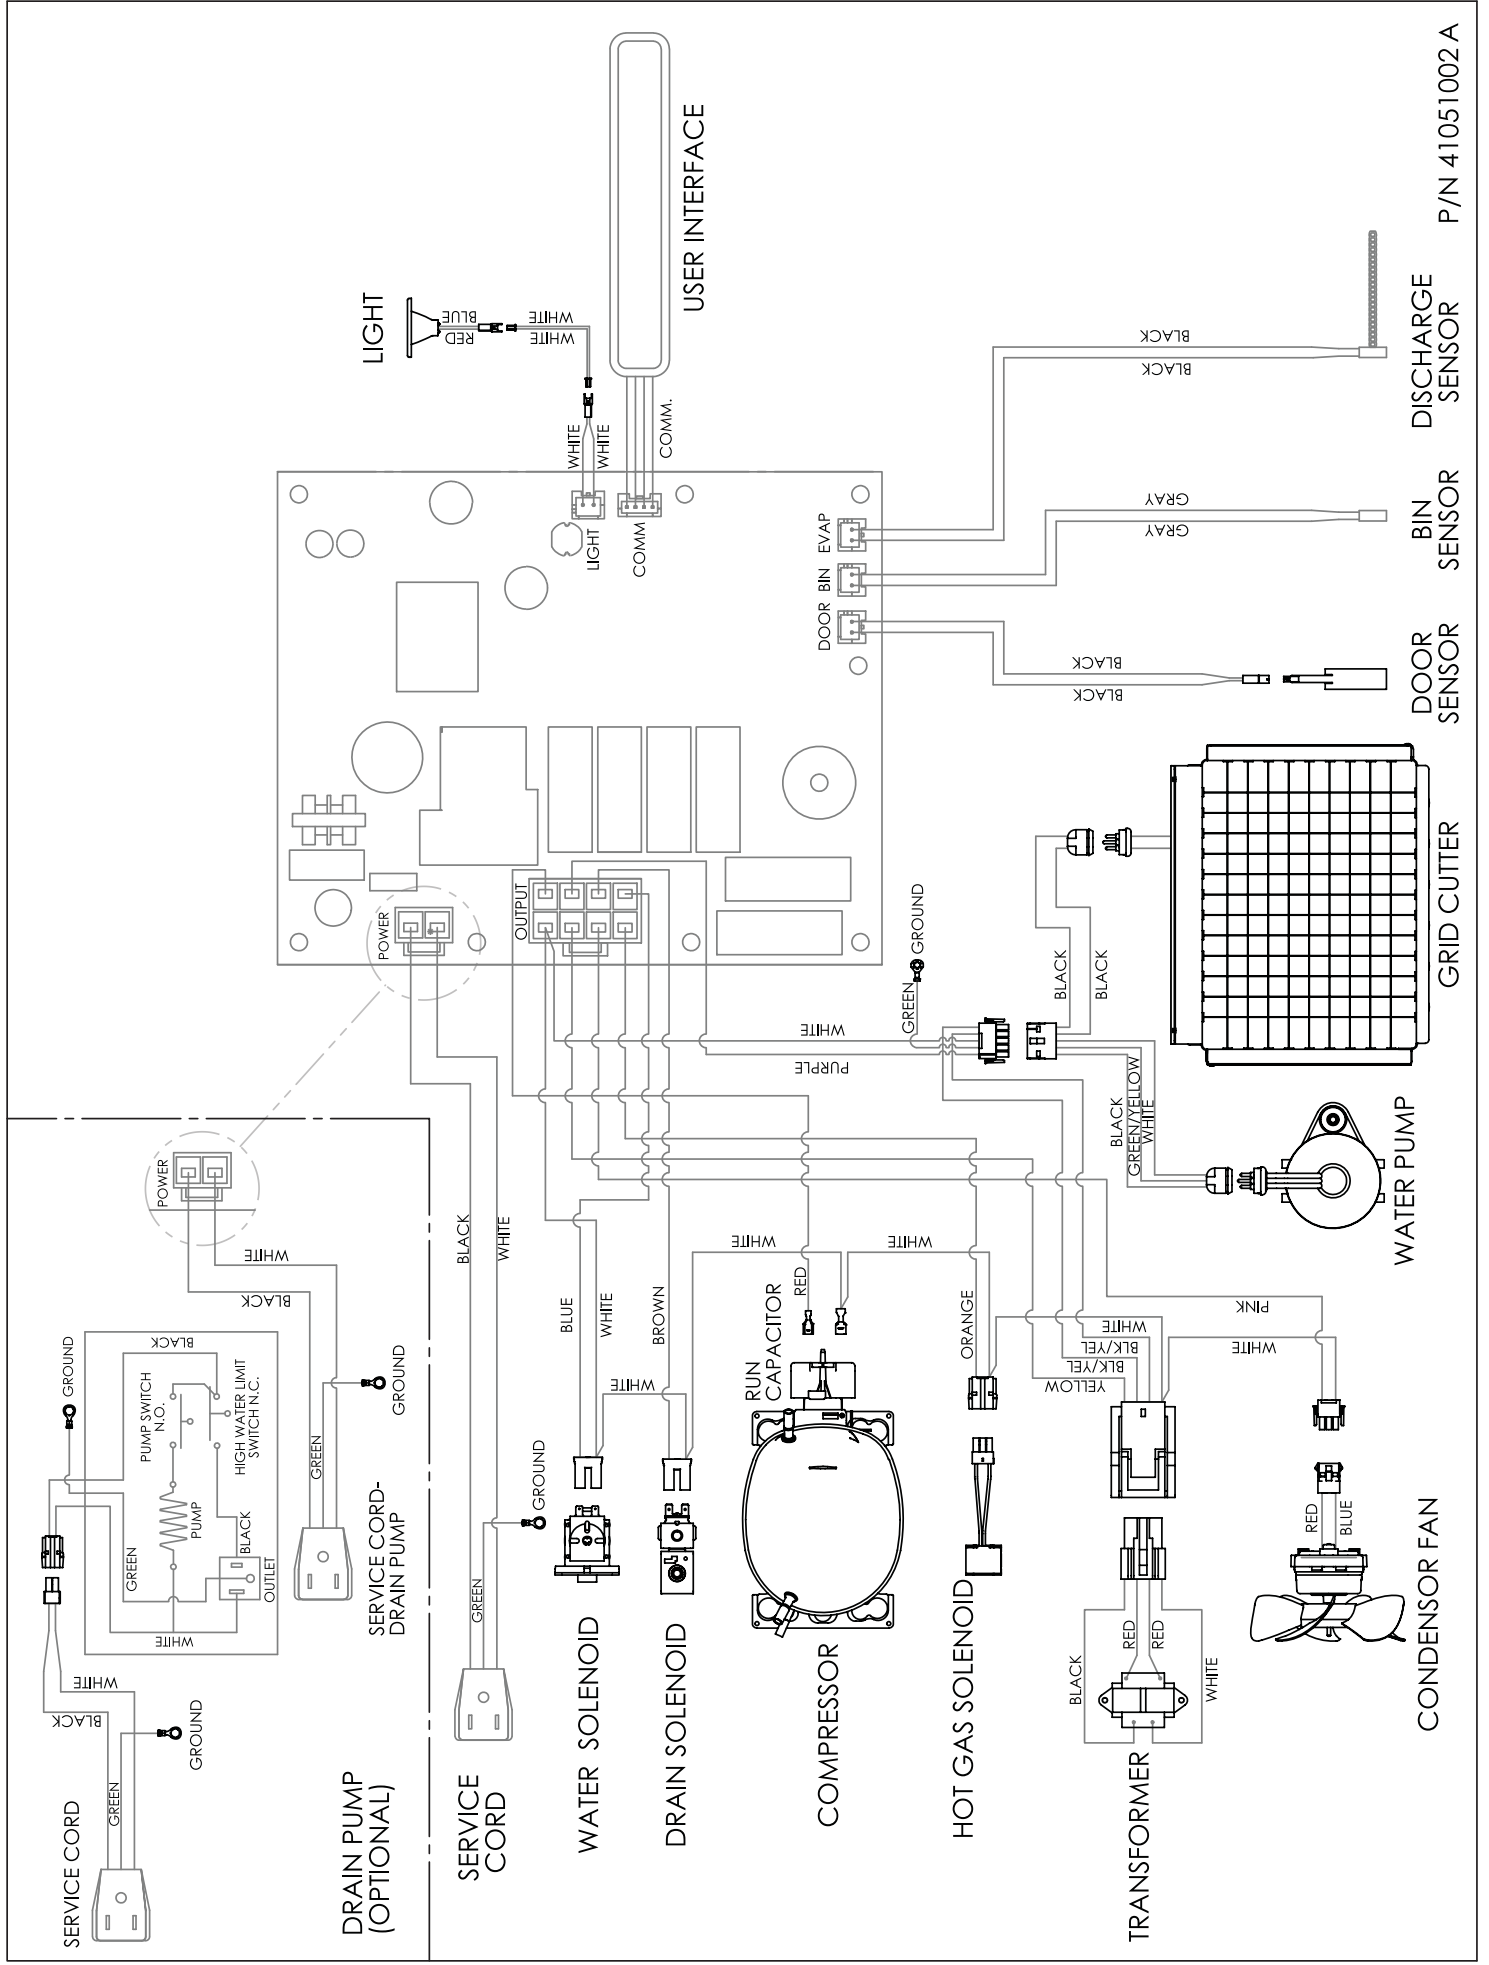 P/N 41051002 A
LIGHT
BLUE
RED
WHITE
WHITE
USER INTERFACE
WHITE
WHITE
COMM.
LIGHT
COMM
DOOR
BIN
EVAP
BLACK
BLACK
DISCHARGE
SENSOR
GRAY
GRAY
BIN
SENSOR
BLACK
BLACK
DOOR
SENSOR
POWER
OUTPUT
GROUND
GREEN
WHITE
PURPLE
BLACK
BLACK
GRID CUTTER
BLACK
GREEN/YELLOW
WHITE
WATER PUMP
POWER
WHITE
BLACK
GROUND
BLACK
PUMP SWITCH
N.O.
HIGH WATER LIMIT
SWITCH N.C.
PUMP
GREEN
BLACK
OUTLET
WHITE
GREEN
GROUND
SERVICE CORD-
DRAIN PUMP
WHITE
BLACK
GROUND
GREEN
SERVICE CORD
DRAIN PUMP
(OPTIONAL)
BLACK
WHITE
GROUND
GREEN
SERVICE
CORD
BLUE
WHITE
WATER SOLENOID
BROWN
WHITE
DRAIN SOLENOID
WHITE
RED
RUN
CAPACITOR
COMPRESSOR
WHITE
ORANGE
HOT GAS SOLENOID
WHITE
BLK/YEL
BLK/YEL
YELLOW
BLACK
RED
RED
WHITE
TRANSFORMER
PINK
WHITE
RED
BLUE
CONDENSOR FAN